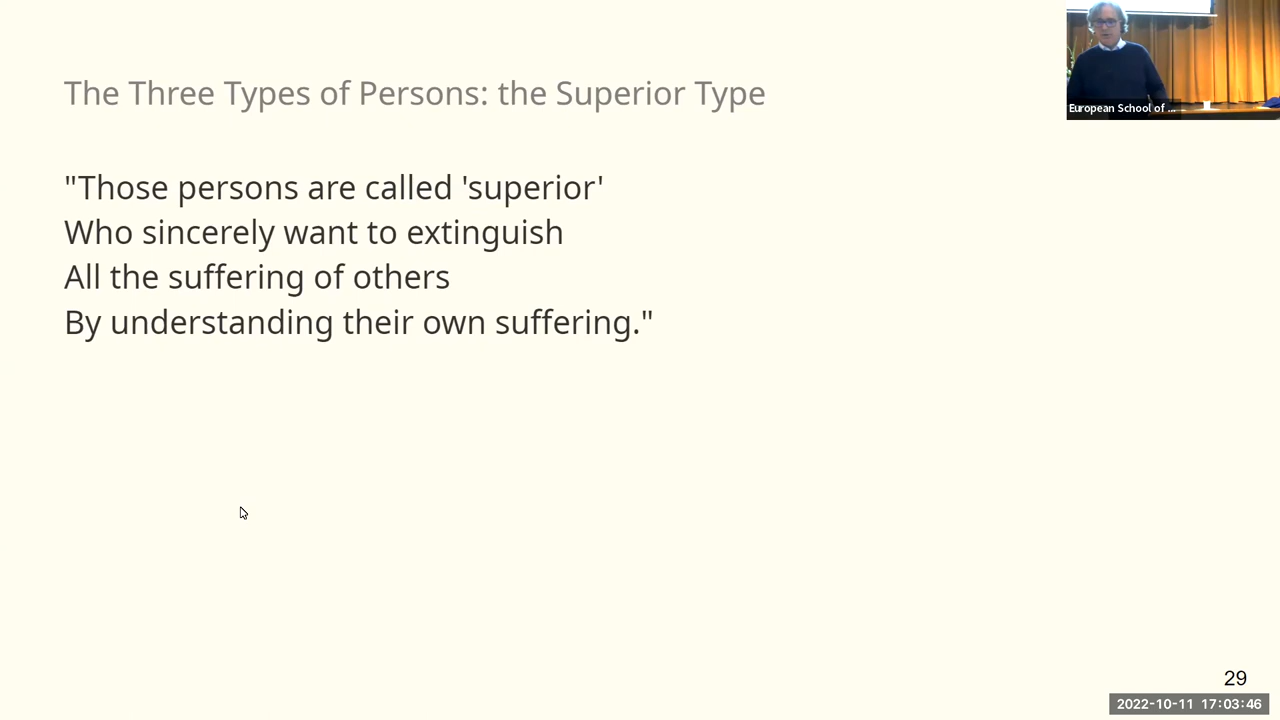 The Three Types of Persons: the Superior Type
European School of ...
"Those persons are called 'superior'
Who sincerely want to extinguish
All the suffering of others
By understanding their own suffering."
29
2022-10-11 17:03:46